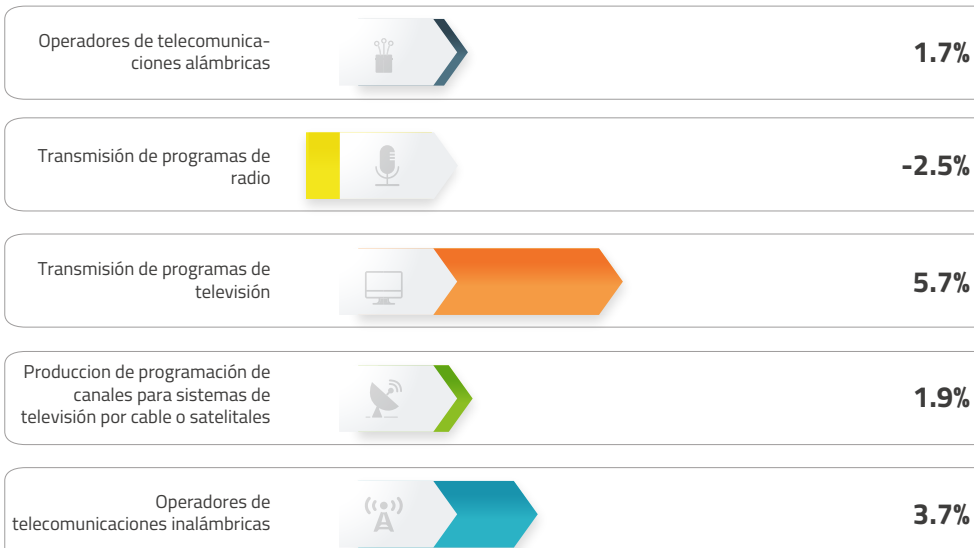 Operadores de telecomunica-
ciones alámbricas
1.7%
Transmisión de programas de
radio
-2.5%
Transmisión de programas de
televisión
5.7%
Produccion de programación de
canales para sistemas de
televisión por cable o satelitales
1.9%
Operadores de
telecomunicaciones inalámbricas
3.7%